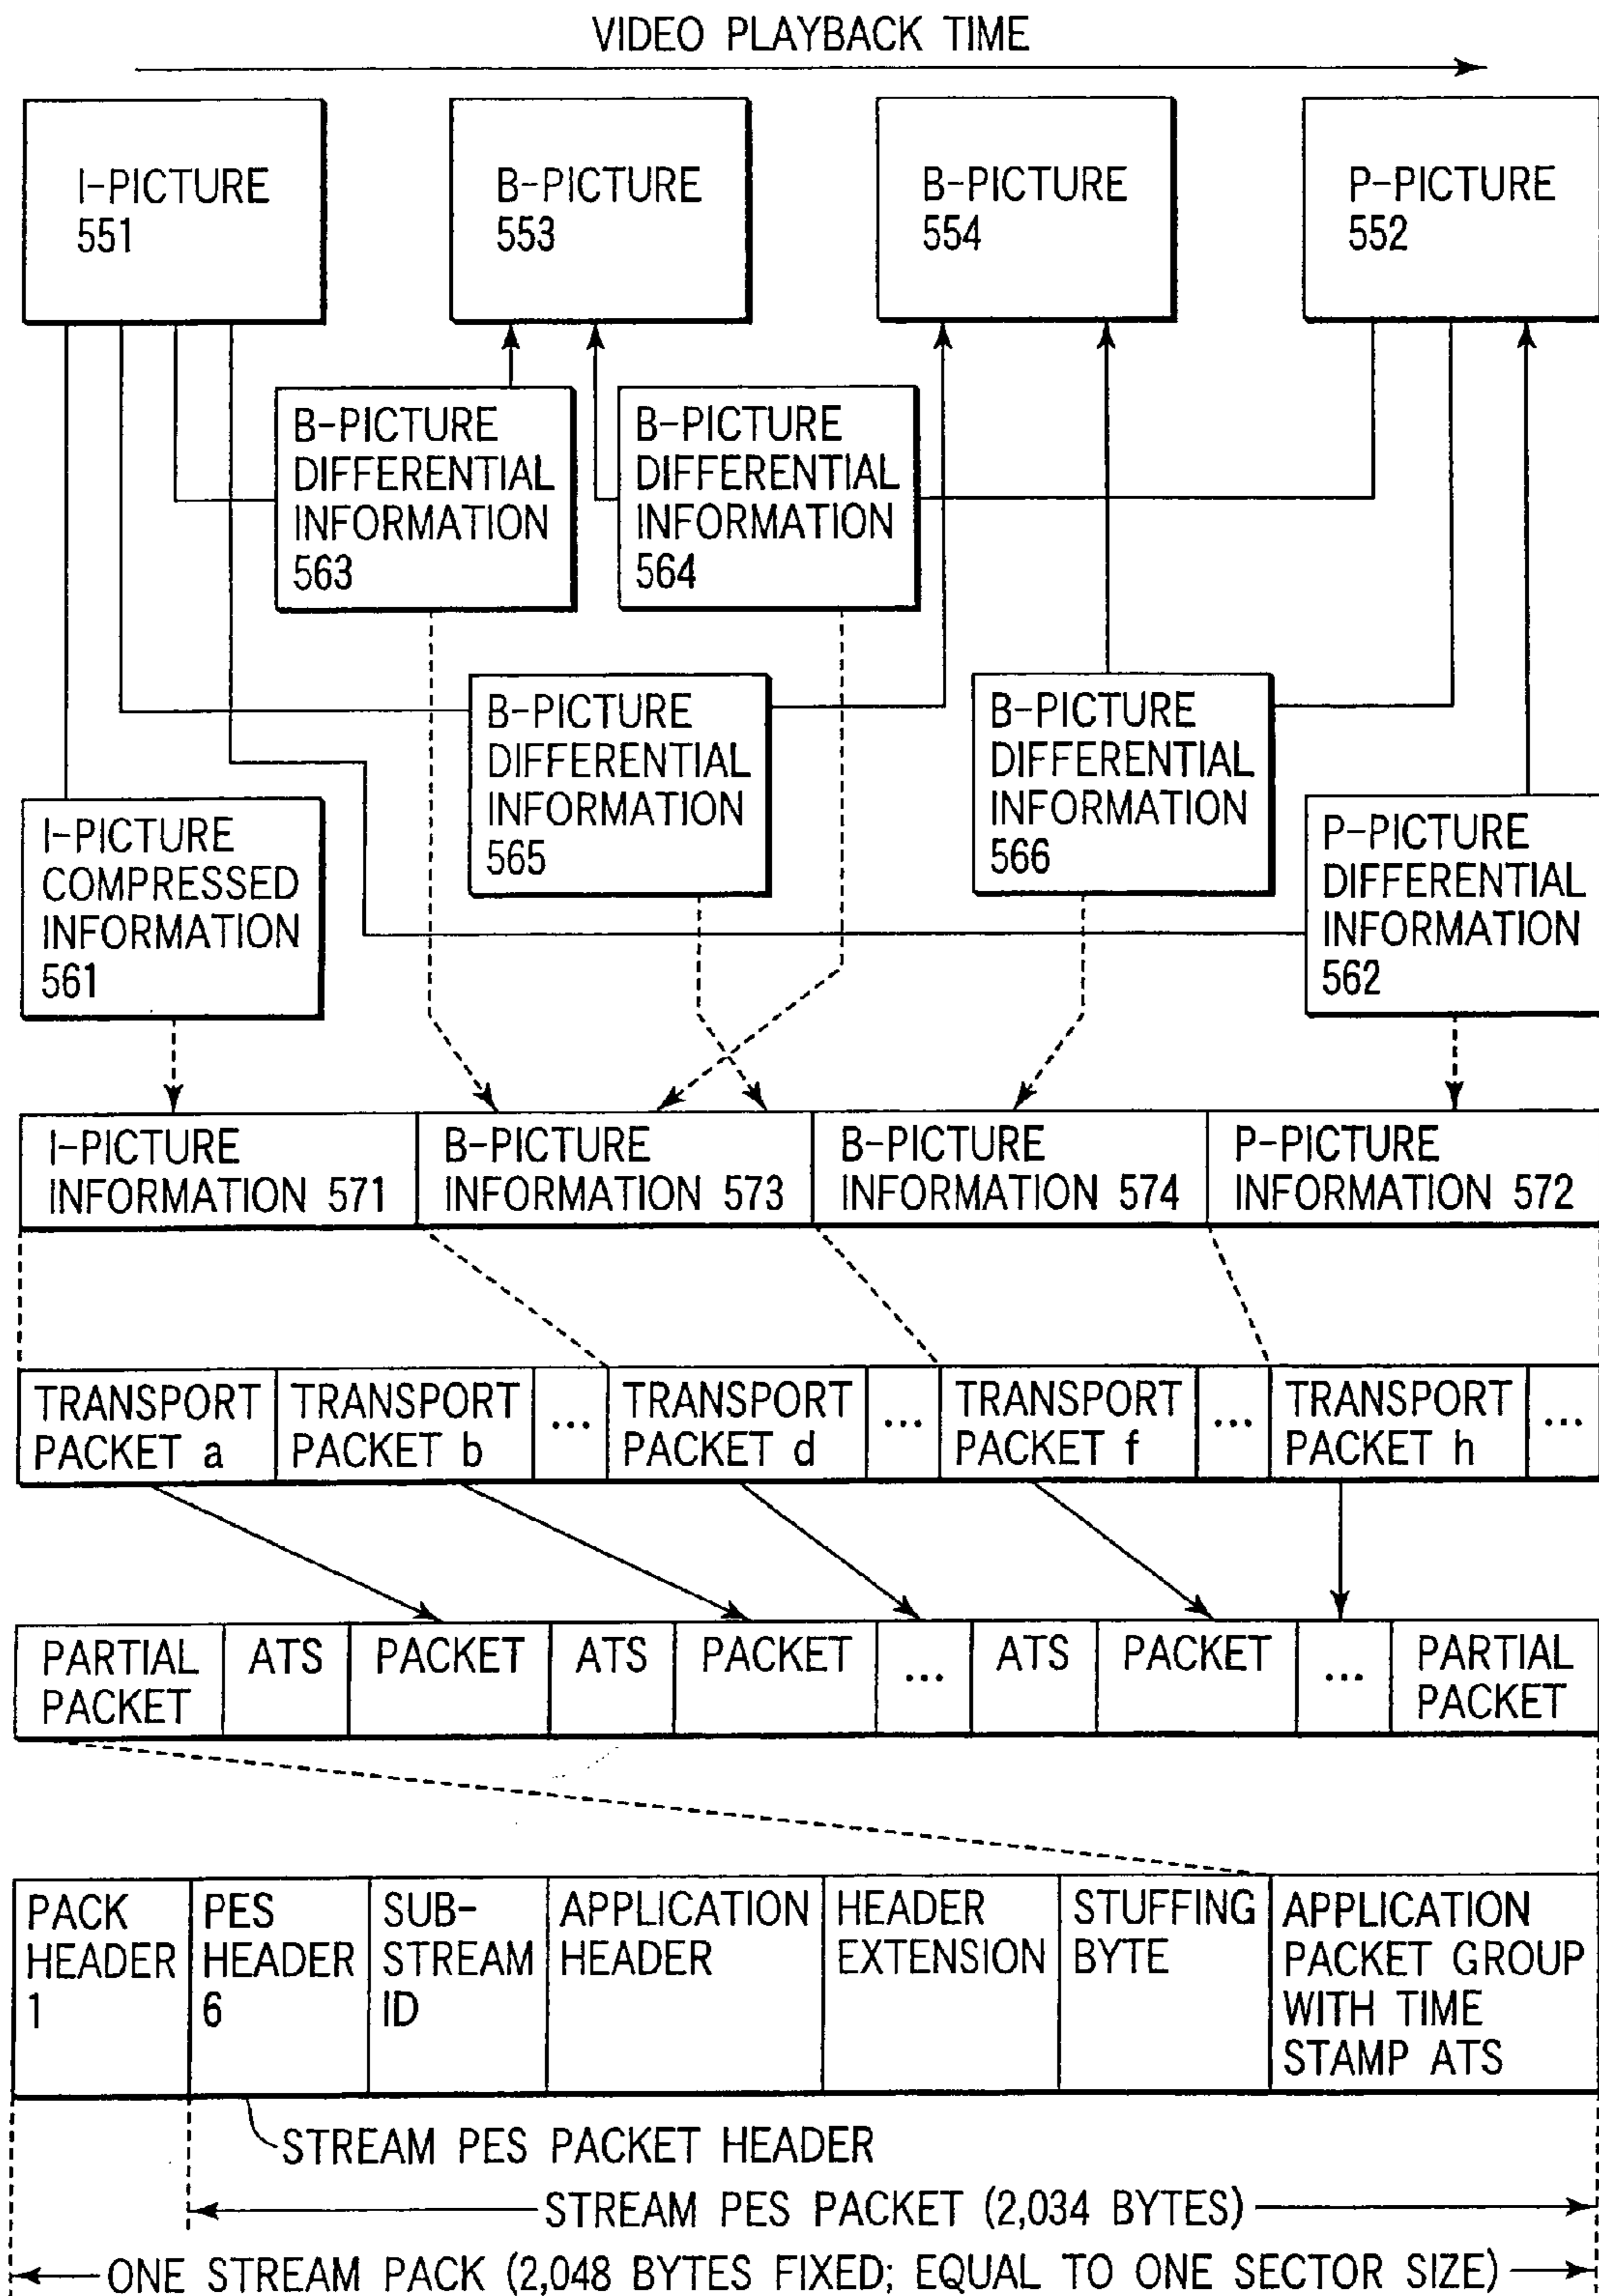 VIDEO PLAYBACK TIME
I-PICTURE
551
B-PICTURE
553
B-PICTURE
554
P-PICTURE
552
B-PICTURE
DIFFERENTIAL
INFORMATION
563
B-PICTURE
DIFFERENTIAL
INFORMATION
564
B-PICTURE
DIFFERENTIAL
INFORMATION
565
B-PICTURE
DIFFERENTIAL
INFORMATION
566
I-PICTURE
COMPRESSED
INFORMATION
561
P-PICTURE
DIFFERENTIAL
INFORMATION
562
I-PICTURE
INFORMATION 571
B-PICTURE
INFORMATION 573
B-PICTURE
INFORMATION 574
P-PICTURE
INFORMATION 572
TRANSPORT
PACKET a
TRANSPORT
PACKET b
...
TRANSPORT
PACKET d
...
TRANSPORT
PACKET f
...
TRANSPORT
PACKET h
...
PARTIAL
PACKET
ATS
PACKET
ATS
PACKET
...
ATS
PACKET
...
PARTIAL
PACKET
PACK
HEADER
1
PES
HEADER
6
SUB-
STREAM
ID
APPLICATION
HEADER
HEADER
EXTENSION
STUFFING
BYTE
APPLICATION
PACKET GROUP
WITH TIME
STAMP ATS
STREAM PES PACKET HEADER
STREAM PES PACKET (2,034 BYTES)
ONE STREAM PACK (2,048 BYTES FIXED; EQUAL TO ONE SECTOR SIZE)